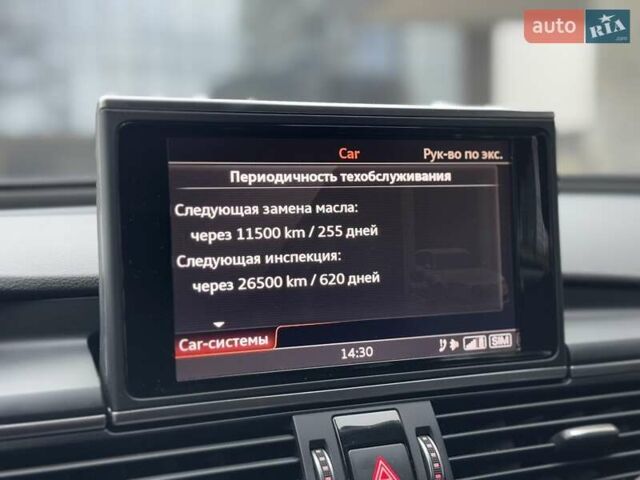 auto RIA .com
Car Рук-во по экс.
Периодичность техобслуживания
Следующая замена масла:
через 11500 km / 255 дней
Следующая инспекция:
через 26500 km / 620 дней
Car-системы
14:30
SIM